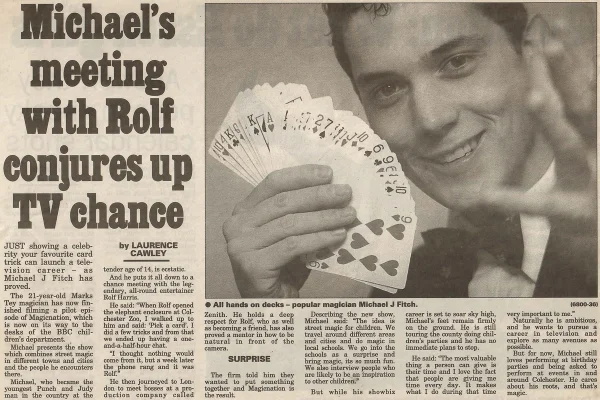 Michael's
meeting
with Rolf
conjures up
TV chance
JUST showing a celeb-
rity your favourite card
trick can launch a tele-
vision career – as
Michael J Fitch has
proved.
The 21-year-old Marks
Tey magician has now fin-
ished filming a pilot epi-
sode of Magienation, which
is now on its way to the
desks of the BBC chil-
dren's department.
Michael presents the show
which combines street magic
in different towns and cities
and the people he encounters
there.
Michael, who became the
youngest Punch and Judy
man in the country at the
by LAURENCE
CAWLEY
tender age of 14, is ecstatic.
And he puts it all down to a
chance meeting with the leg-
endary, all-round entertainer
Rolf Harris.
He said: "When Rolf opened
the elephant enclosure at Col-
chester Zoo, I walked up to
him and said: 'Pick a card'. I
did a few tricks and from that
we ended up having a one-
and-a-half-hour chat.
"I thought nothing would
come from it, but a week later
the phone rang and it was
Rolf."
He then journeyed to Lon-
don to meet bosses at a pro-
duction company called
● All hands on decks – popular magician Michael J Fitch.
(6800-36)
Zenith. He holds a deep
respect for Rolf, who as well
as becoming a friend, has also
proved a mentor in how to be
natural in front of the
camera.
SURPRISE
The firm told him they
wanted to put something
together and Magienation is
the result.
Describing the new show,
Michael said: "The idea is
street magic for children. We
travel around different areas
and cities and do magic in
local schools. We go into the
schools as a surprise and
bring magic, its so much fun.
We also interview people who
are likely to be an inspiration
to other children."
But while his showbiz
career is set to soar sky high,
Michael's feet remain firmly
on the ground. He is still
touring the county doing chil-
dren's parties and he has no
immediate plans to stop.
He said: "The most valuable
thing a person can give is
their time and I love the fact
that people are giving me
time every day. It makes
what I do during that time
very important to me."
Naturally he is ambitious,
and he wants to pursue a
career in television and
explore as many avenues as
possible.
But for now, Michael still
loves performing at birthday
parties and being asked to
perform at events in and
around Colchester. He cares
about his roots, and that's
magic.